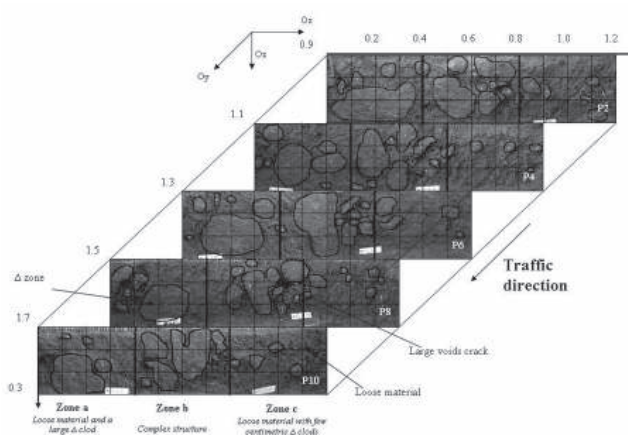 Ox
0.9
0.2 0.4 0.6 0.8 1.0 1.2
Oy
Oz
P2
1.1
P4
1.3
P6
1.5
Traffic
direction
Δ zone
P8
1.7
Large voids crack
Loose material
P10
0.3
Zone a
Loose material and a
large Δ clod
Zone b
Complex structure
Zone c
Loose material with few
centimetric Δ clods